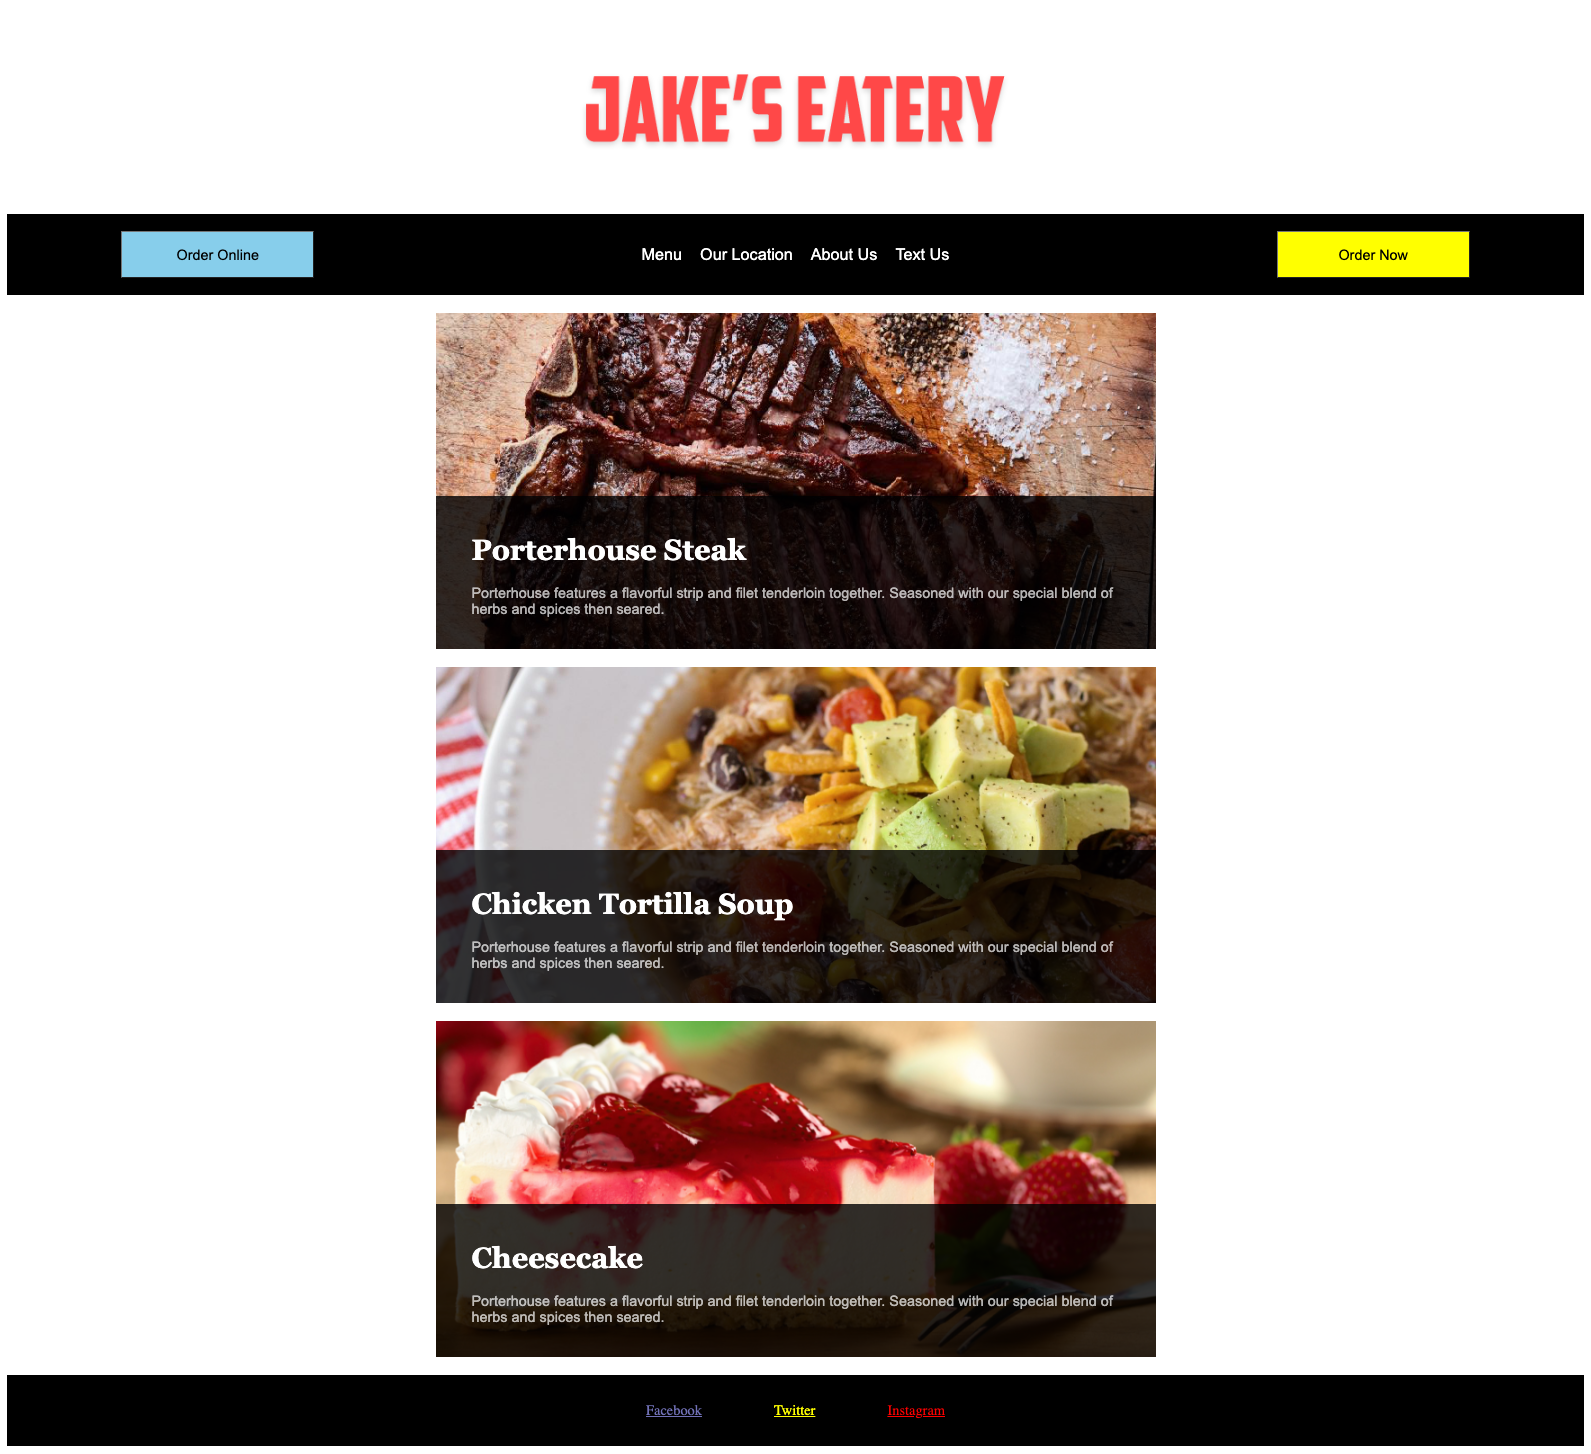 JAKE'S EATERY
Order Online
Menu Our Location About Us Text Us
Order Now
Porterhouse Steak
Porterhouse features a flavorful strip and filet tenderloin together. Seasoned with our special blend of
herbs and spices then seared.
Chicken Tortilla Soup
Porterhouse features a flavorful strip and filet tenderloin together. Seasoned with our special blend of
herbs and spices then seared.
Cheesecake
Porterhouse features a flavorful strip and filet tenderloin together. Seasoned with our special blend of
herbs and spices then seared.
Facebook Twitter Instagram